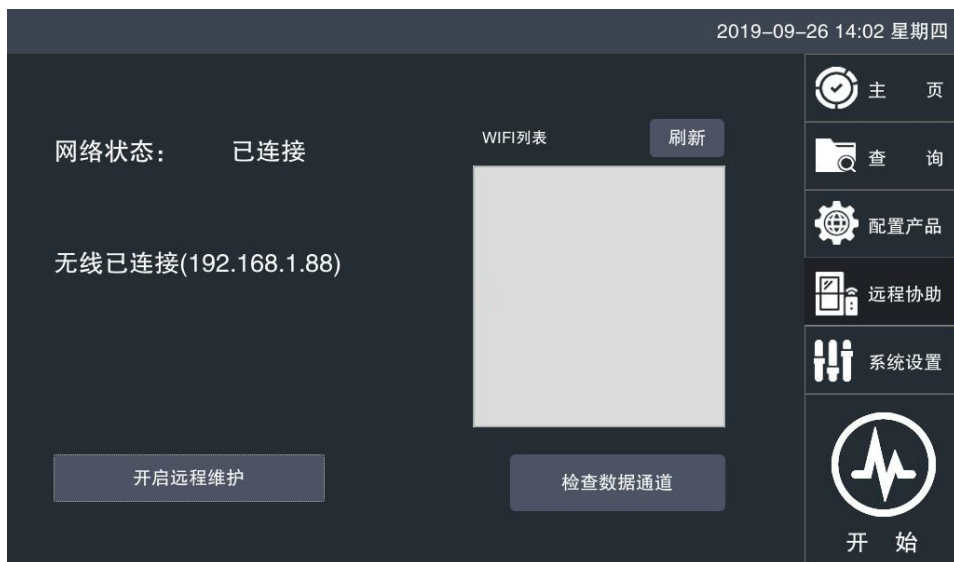 2019-09-26 14:02 星期四
网络状态： 已连接
无线已连接(192.168.1.88)
WIFI列表 刷新
开启远程维护
检查数据通道
主 页
查 询
配置产品
远程协助
系统设置
开 始